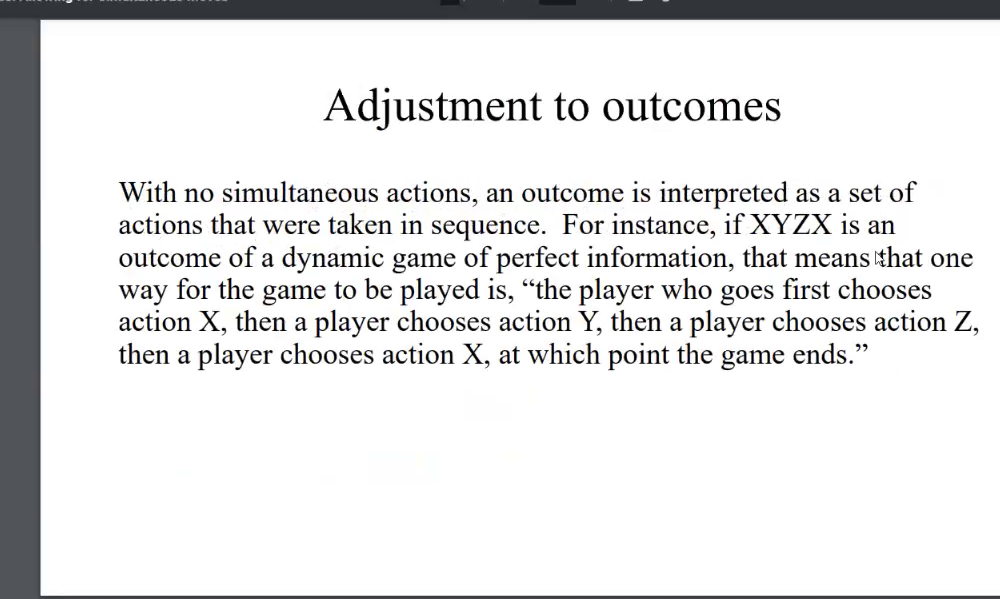 Adjustment to outcomes
With no simultaneous actions, an outcome is interpreted as a set of
actions that were taken in sequence.  For instance, if XYZX is an
outcome of a dynamic game of perfect information, that means that one
way for the game to be played is, “the player who goes first chooses
action X, then a player chooses action Y, then a player chooses action Z,
then a player chooses action X, at which point the game ends.”